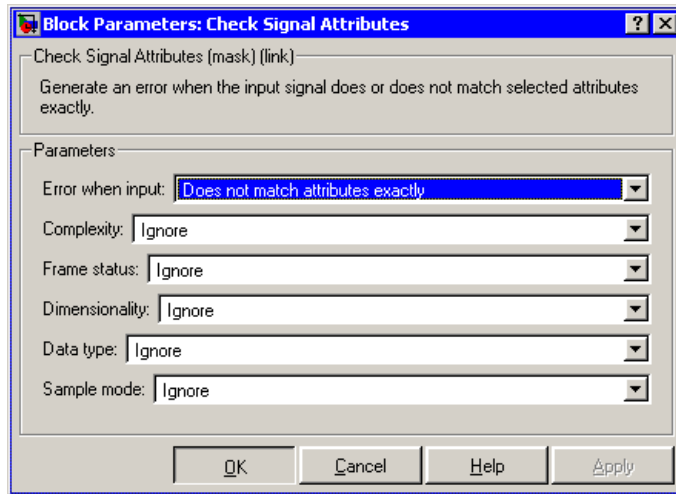 Block Parameters: Check Signal Attributes
Check Signal Attributes (mask) (link)
Generate an error when the input signal does or does not match selected attributes
exactly.
Parameters
Error when input: Does not match attributes exactly
Complexity: Ignore
Frame status: Ignore
Dimensionality: Ignore
Data type: Ignore
Sample mode: Ignore
OK Cancel Help Apply